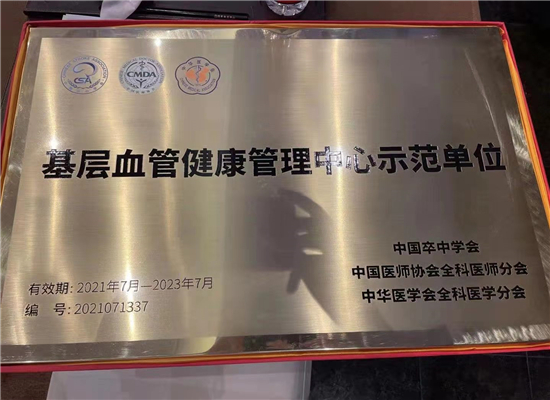 CSA
CMDA
基层血管健康管理中心示范单位
中国卒中学会
中国医师协会全科医师分会
中华医学会全科医学分会
有效期: 2021年7月—2023年7月
编 号: 2021071337